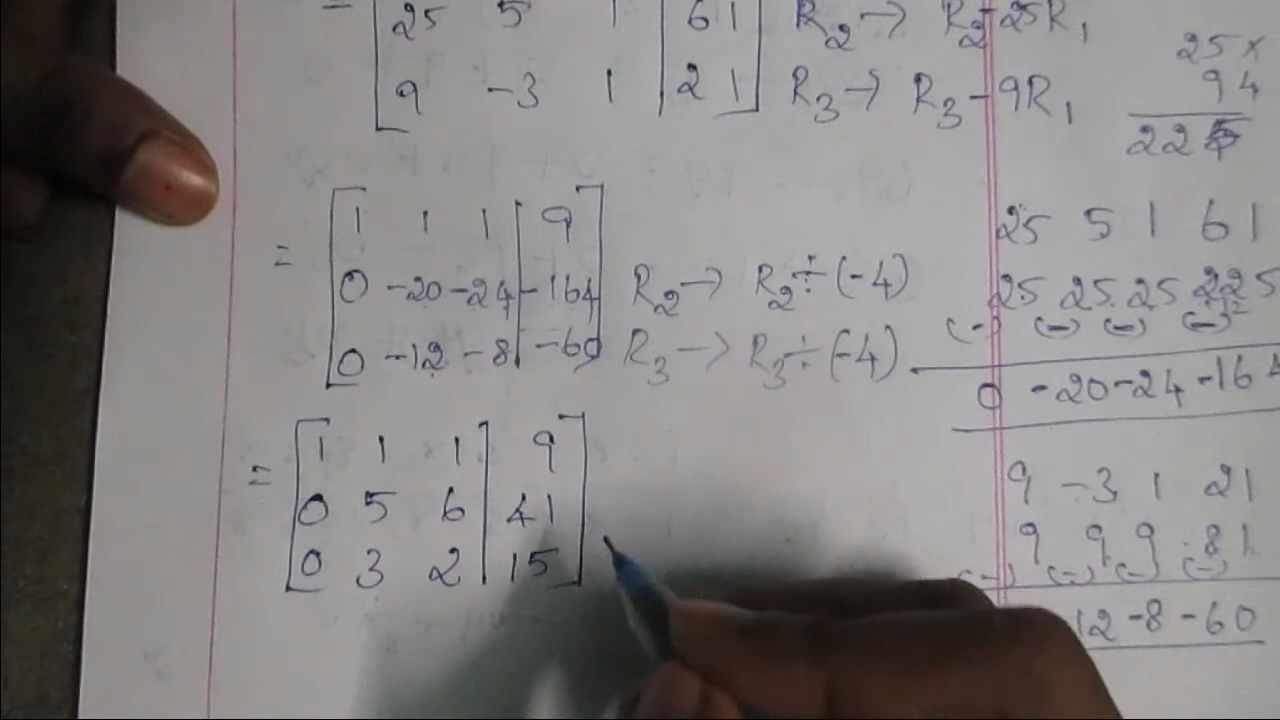 = 25 5 1 61 R2 → R2 - 25R1
9 -3 1 21 R3 → R3 - 9R1
25 x
94
225
= 1 1 1 9
0 -20 -24 -164 R2 → R2 ÷ (-4)
0 -12 -8 -60 R3 → R3 ÷ (-4)
= 1 1 1 9
0 5 6 41
0 3 2 15
25 5 1 61
25 25 25 225
(-) (-) (-) (-)
0 -20 -24 -164
9 -3 1 21
9 9 9 81
(-) (-) (-) (-)
12 -8 -60